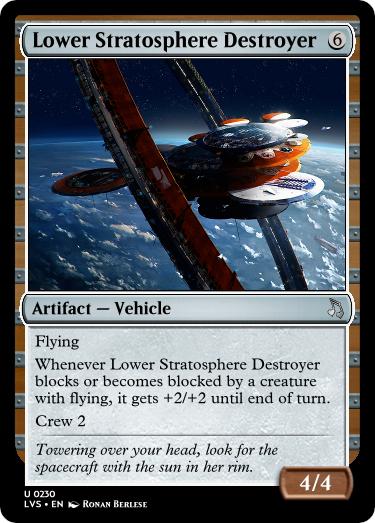 Lower Stratosphere Destroyer 6
Artifact — Vehicle
Flying
Whenever Lower Stratosphere Destroyer
blocks or becomes blocked by a creature
with flying, it gets +2/+2 until end of turn.
Crew 2
Towering over your head, look for the
spacecraft with the sun in her rim.
4/4
U 0230
LVS • EN Ronan Berlese